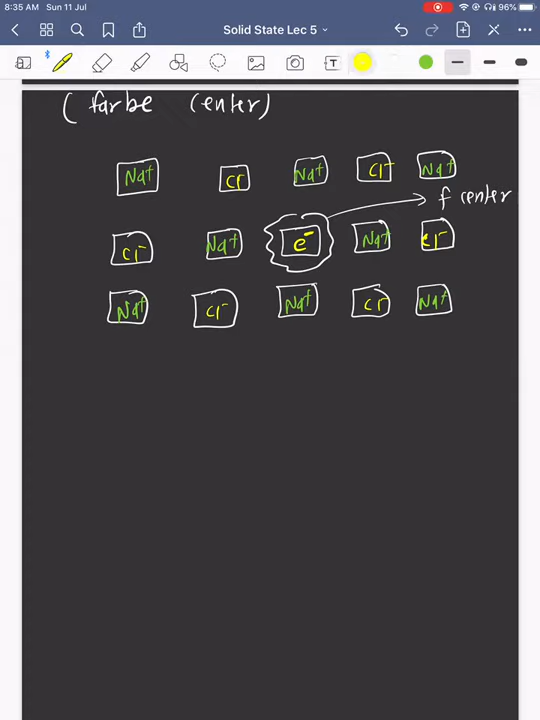 8:35 AM Sun 11 Jul 96%
Solid State Lec 5
T
( farbe center)
Na+ Cl Na+ Cl+ Na+
f center
Cl- Na+ e- Na+ Cl-
Na+ Cl- Na+ Cl Na+